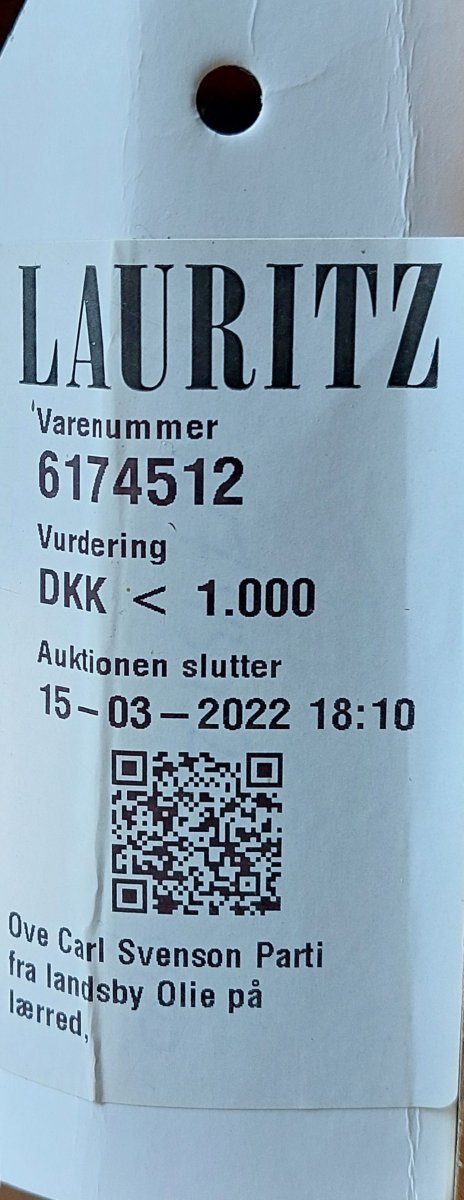 LAURITZ
Varenummer
6174512
Vurdering
DKK < 1.000
Auktionen slutter
15-03-2022 18:10
Ove Carl Svenson Parti
fra landsby Olie på
lærred,